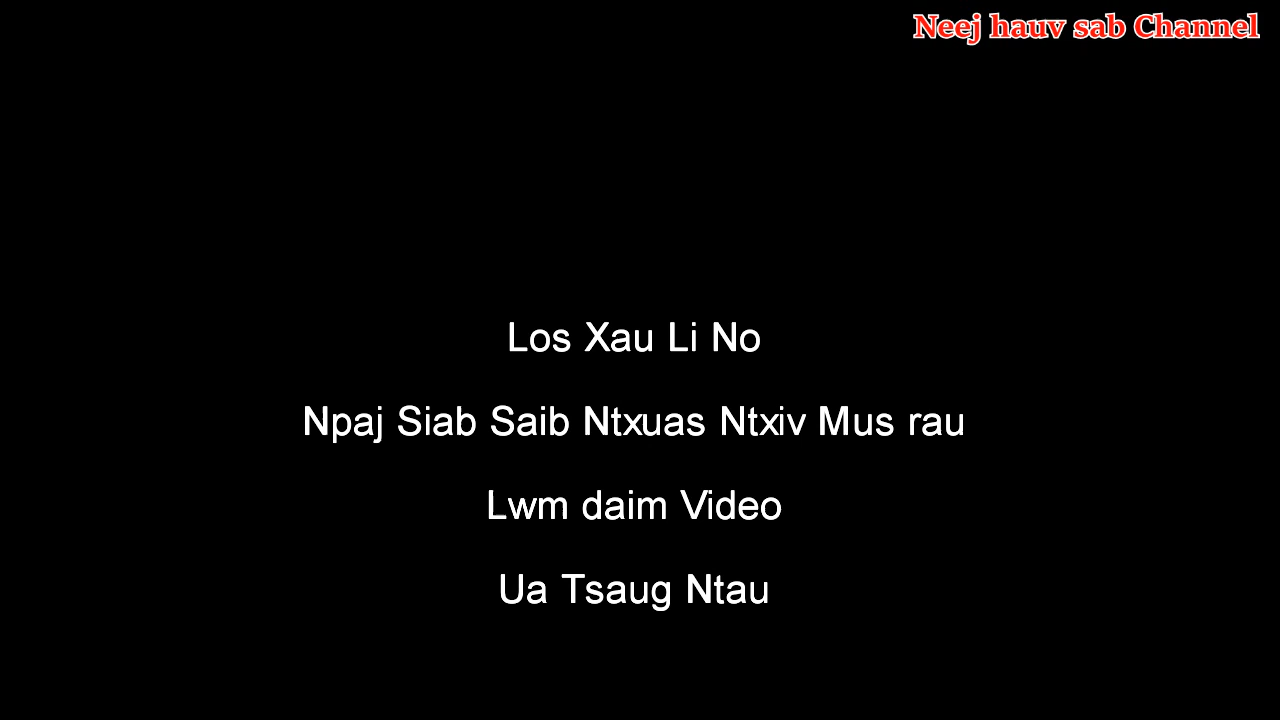 Neej hauv sab Channel
Los Xau Li No
Npaj Siab Saib Ntxuas Ntxiv Mus rau
Lwm daim Video
Ua Tsaug Ntau